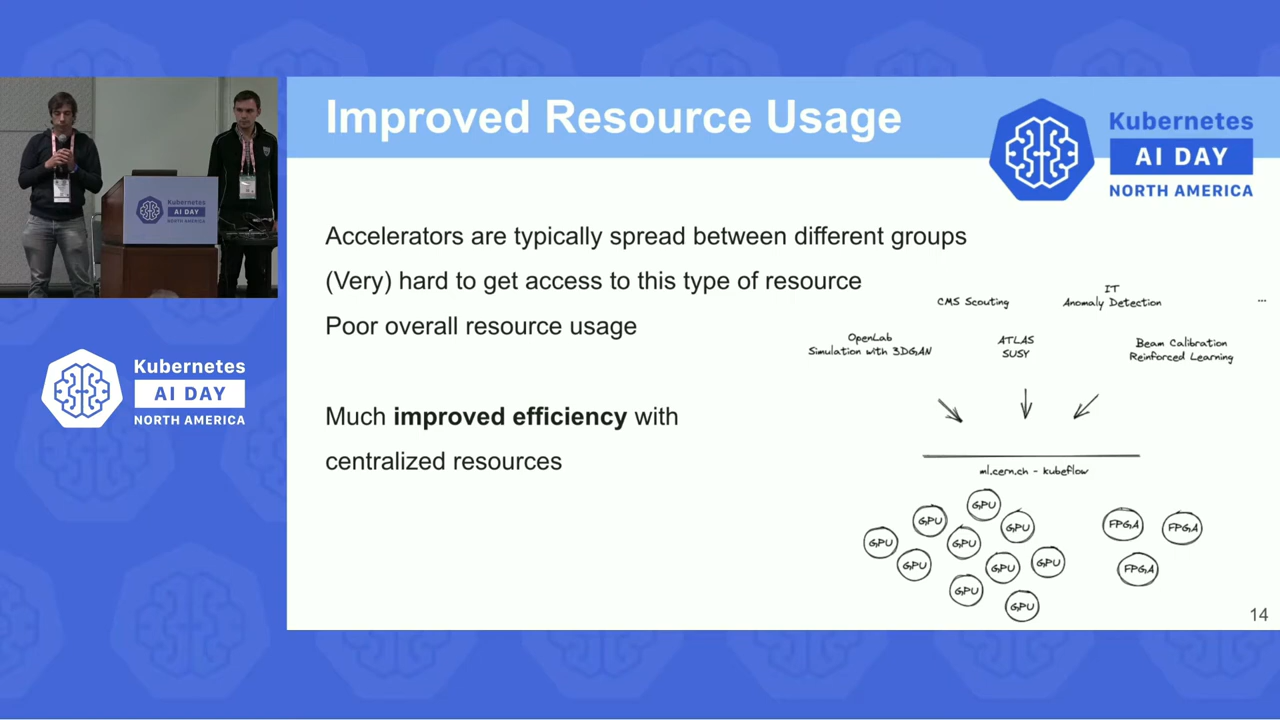 Improved Resource Usage
Kubernetes
AI DAY
NORTH AMERICA
Accelerators are typically spread between different groups
(Very) hard to get access to this type of resource
Poor overall resource usage
Much improved efficiency with
centralized resources
CMS Scouting
IT
Anomaly Detection
...
OpenLab
Simulation with 3DGAN
ATLAS
SUSY
Beam Calibration
Reinforced Learning
ml.cern.ch - kubeflow
GPU
GPU
GPU
GPU
GPU
GPU
GPU
GPU
GPU
GPU
FPGA
FPGA
FPGA
14
Kubernetes
AI DAY
NORTH AMERICA
Kubernetes
AI DAY
NORTH AMERICA